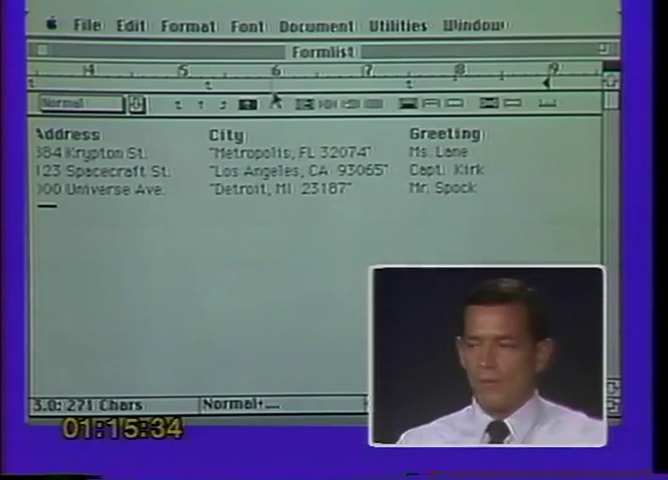 File Edit Format Font Document Utilities Window
Formlist
4 5 6 7 8 9
Normal
Address City Greeting
384 Krypton St. "Metropolis, FL 32074" Ms. Lane
123 Spacecraft St. "Los Angeles, CA 93065" Capt. Kirk
000 Universe Ave. "Detroit, MI 23187" Mr. Spock
3.0: 271 Chars Normal+...
01:15:34